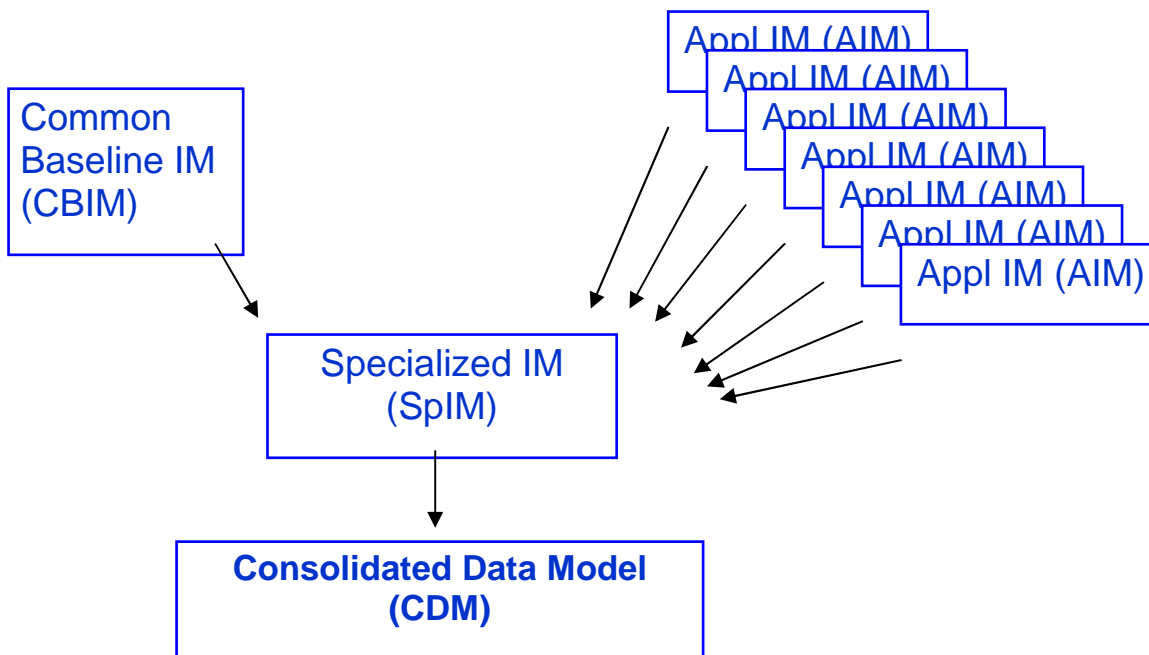 Appl IM (AIM)
Appl IM (AIM)
Appl IM (AIM)
Appl IM (AIM)
Appl IM (AIM)
Appl IM (AIM)
Appl IM (AIM)
Common
Baseline IM
(CBIM)
Specialized IM
(SpIM)
Consolidated Data Model
(CDM)